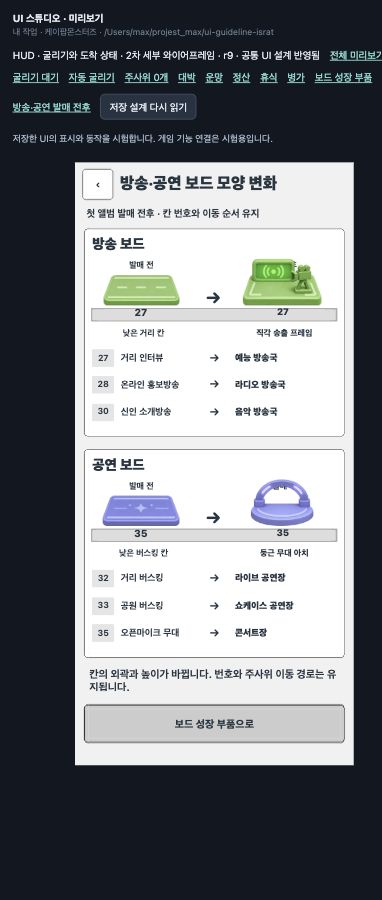 UI 스튜디오 · 미리보기
내 작업 · 케이팝몬스터즈 · /Users/max/projest_max/ui-guideline-israt
HUD · 굴리기와 도착 상태 · 2차 세부 와이어프레임 · r9 · 공통 UI 설계 반영됨 전체 미리보기
굴리기 대기 자동 굴리기 주사위 0개 대박 운망 정산 휴식 병가 보드 성장 부품
방송·공연 발매 전후 저장 설계 다시 읽기
저장한 UI의 표시와 동작을 시험합니다. 게임 기능 연결은 시험용입니다.
‹ 방송·공연 보드 모양 변화
첫 앨범 발매 전후 · 칸 번호와 이동 순서 유지
방송 보드
발매 전
→
27 27
낮은 거리 칸 직각 송출 프레임
27 거리 인터뷰 → 예능 방송국
28 온라인 홍보방송 → 라디오 방송국
30 신인 소개방송 → 음악 방송국
공연 보드
발매 전
→
35 35
낮은 버스킹 칸 둥근 무대 아치
32 거리 버스킹 → 라이브 공연장
33 공원 버스킹 → 쇼케이스 공연장
35 오픈마이크 무대 → 콘서트장
칸의 외곽과 높이가 바뀝니다. 번호와 주사위 이동 경로는 유
지됩니다.
보드 성장 부품으로